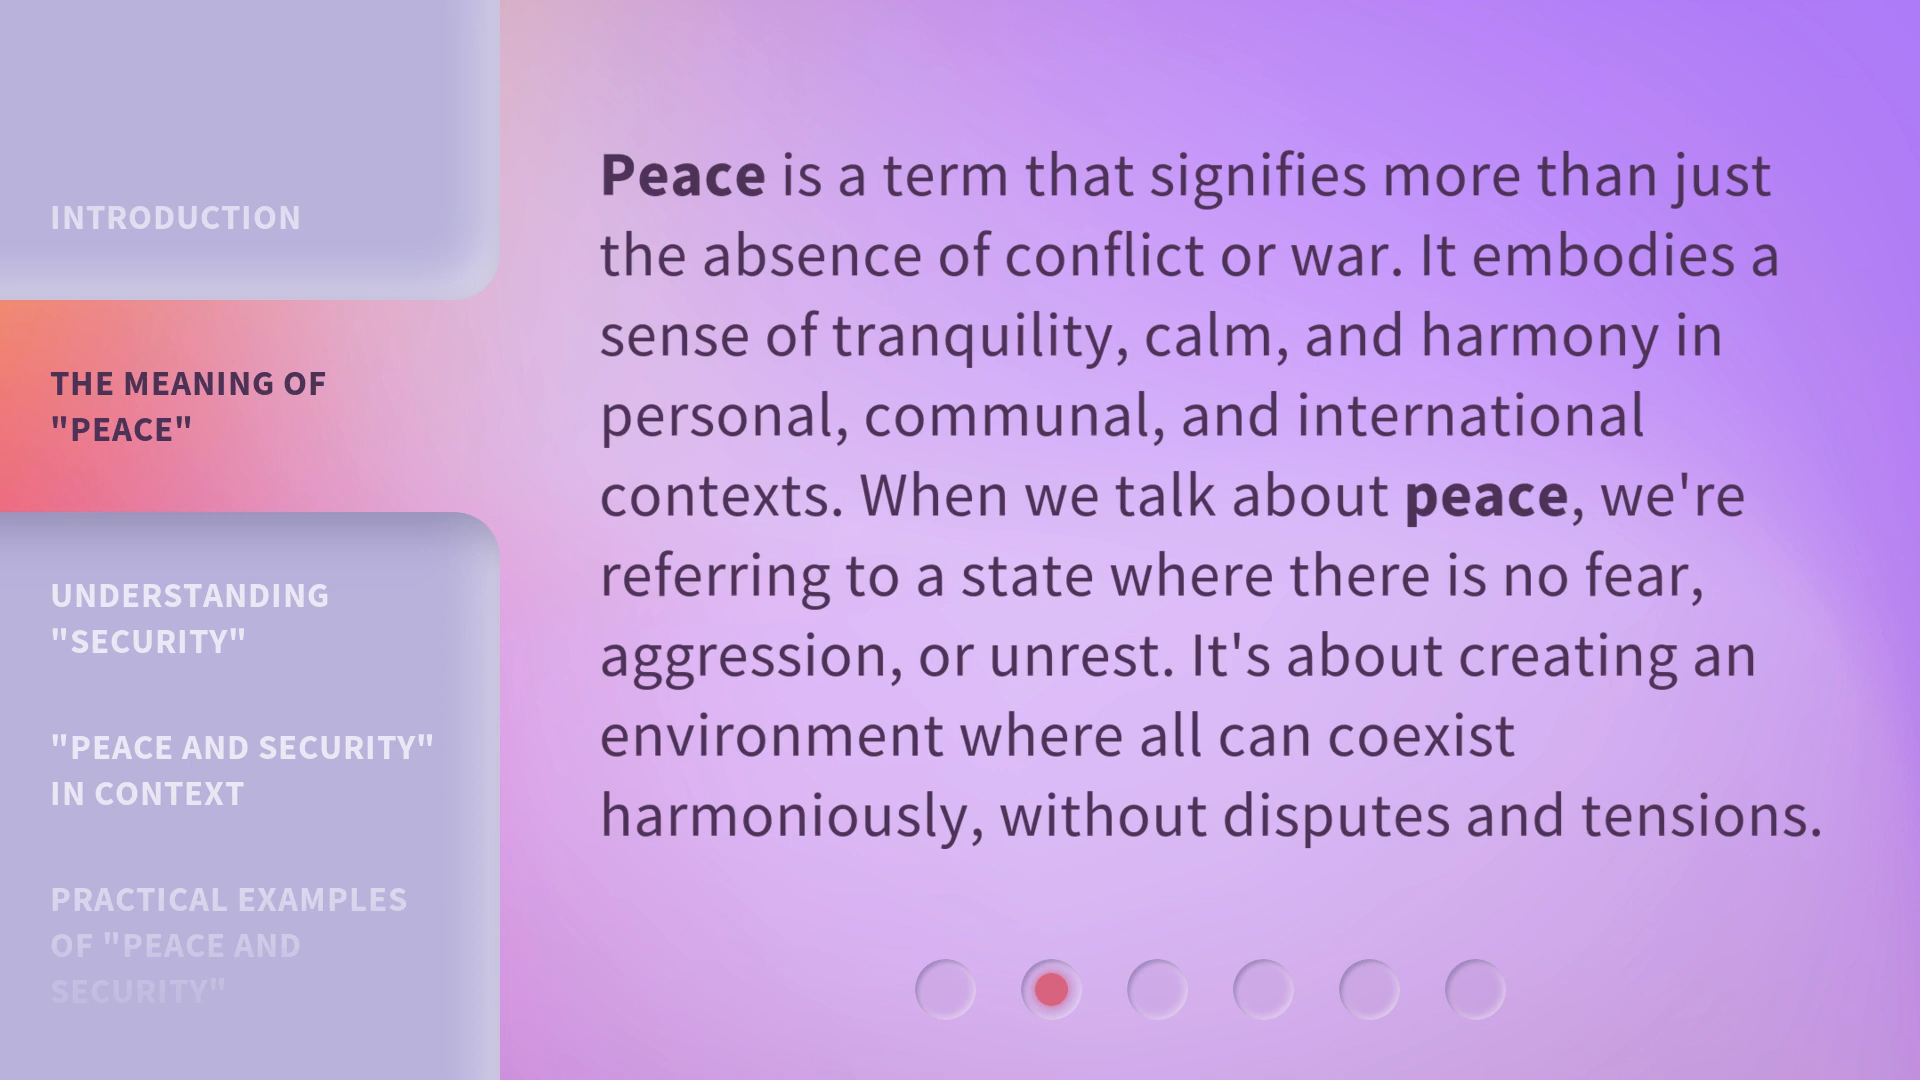 INTRODUCTION
THE MEANING OF
"PEACE"
UNDERSTANDING
"SECURITY"
"PEACE AND SECURITY"
IN CONTEXT
PRACTICAL EXAMPLES
OF "PEACE AND
SECURITY"
Peace is a term that signifies more than just
the absence of conflict or war. It embodies a
sense of tranquility, calm, and harmony in
personal, communal, and international
contexts. When we talk about peace, we're
referring to a state where there is no fear,
aggression, or unrest. It's about creating an
environment where all can coexist
harmoniously, without disputes and tensions.